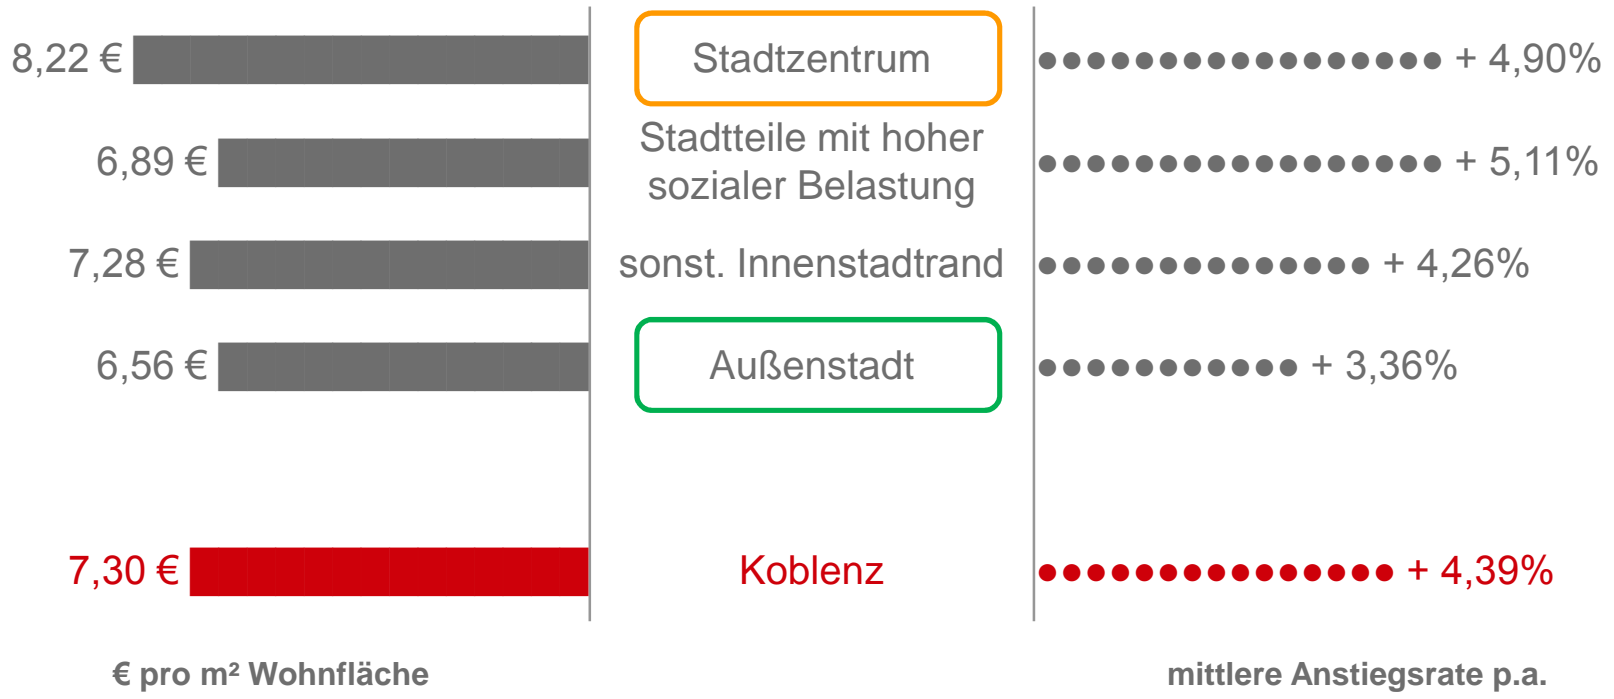 8,22 € Stadtzentrum + 4,90%
Stadtteile mit hoher
6,89 € + 5,11%
sozialer Belastung
7,28 € sonst. Innenstadtrand + 4,26%
6,56 € Außenstadt + 3,36%
7,30 € Koblenz + 4,39%
€ pro m² Wohnfläche mittlere Anstiegsrate p.a.